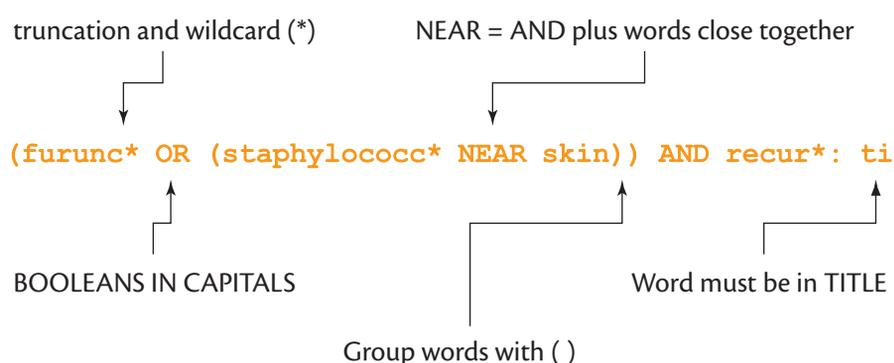 truncation and wildcard (*)
NEAR = AND plus words close together
(furunc* OR (staphylococc* NEAR skin)) AND recur*: ti
BOOLEANS IN CAPITALS
Word must be in TITLE
Group words with ( )